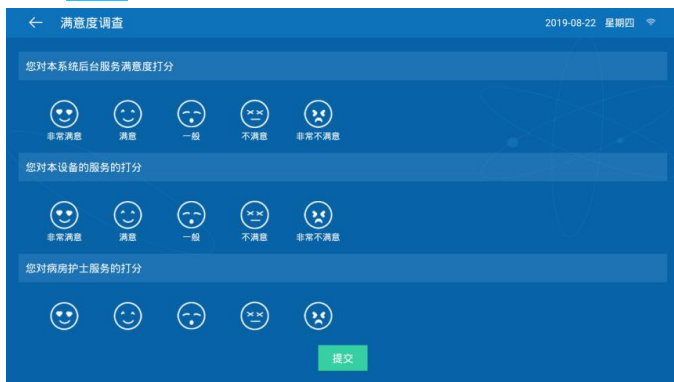 满意度调查 2019-08-22 星期四
您对本系统后台服务满意度打分
非常满意 满意 一般 不满意 非常不满意
您对本设备的服务的打分
非常满意 满意 一般 不满意 非常不满意
您对病房护士服务的打分
提交